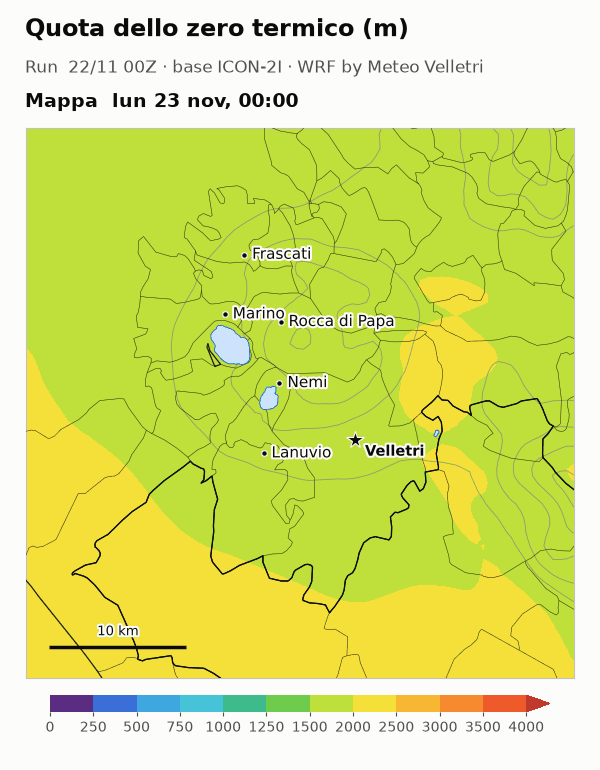 Quota dello zero termico (m)
Run 22/11 00Z · base ICON-2I · WRF by Meteo Velletri
Mappa lun 23 nov, 00:00
Frascati
Marino
Rocca di Papa
Nemi
Velletri
Lanuvio
10 km
0 250 500 750 1000 1250 1500 2000 2500 3000 3500 4000